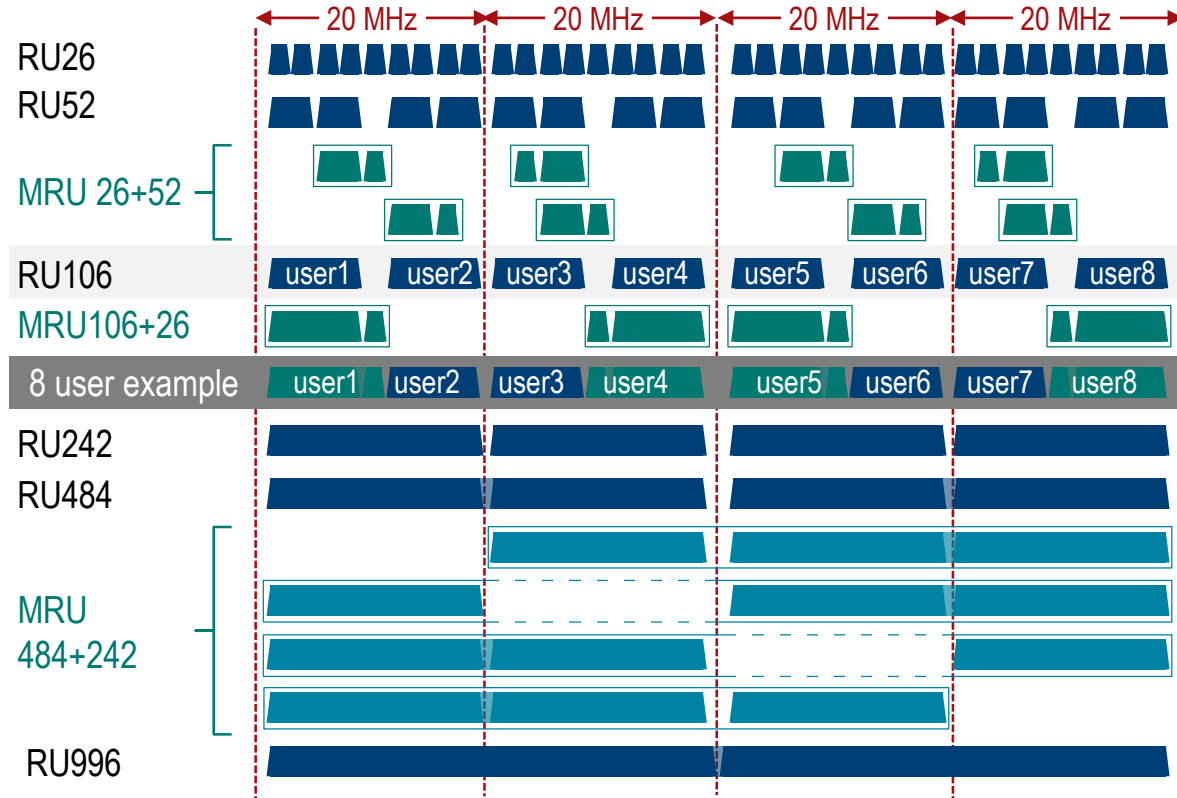 20 MHz 20 MHz 20 MHz 20 MHz
RU26
RU52
MRU 26+52
RU106 user1 user2 user3 user4 user5 user6 user7 user8
MRU106+26
8 user example user1 user2 user3 user4 user5 user6 user7 user8
RU242
RU484
MRU
484+242
RU996